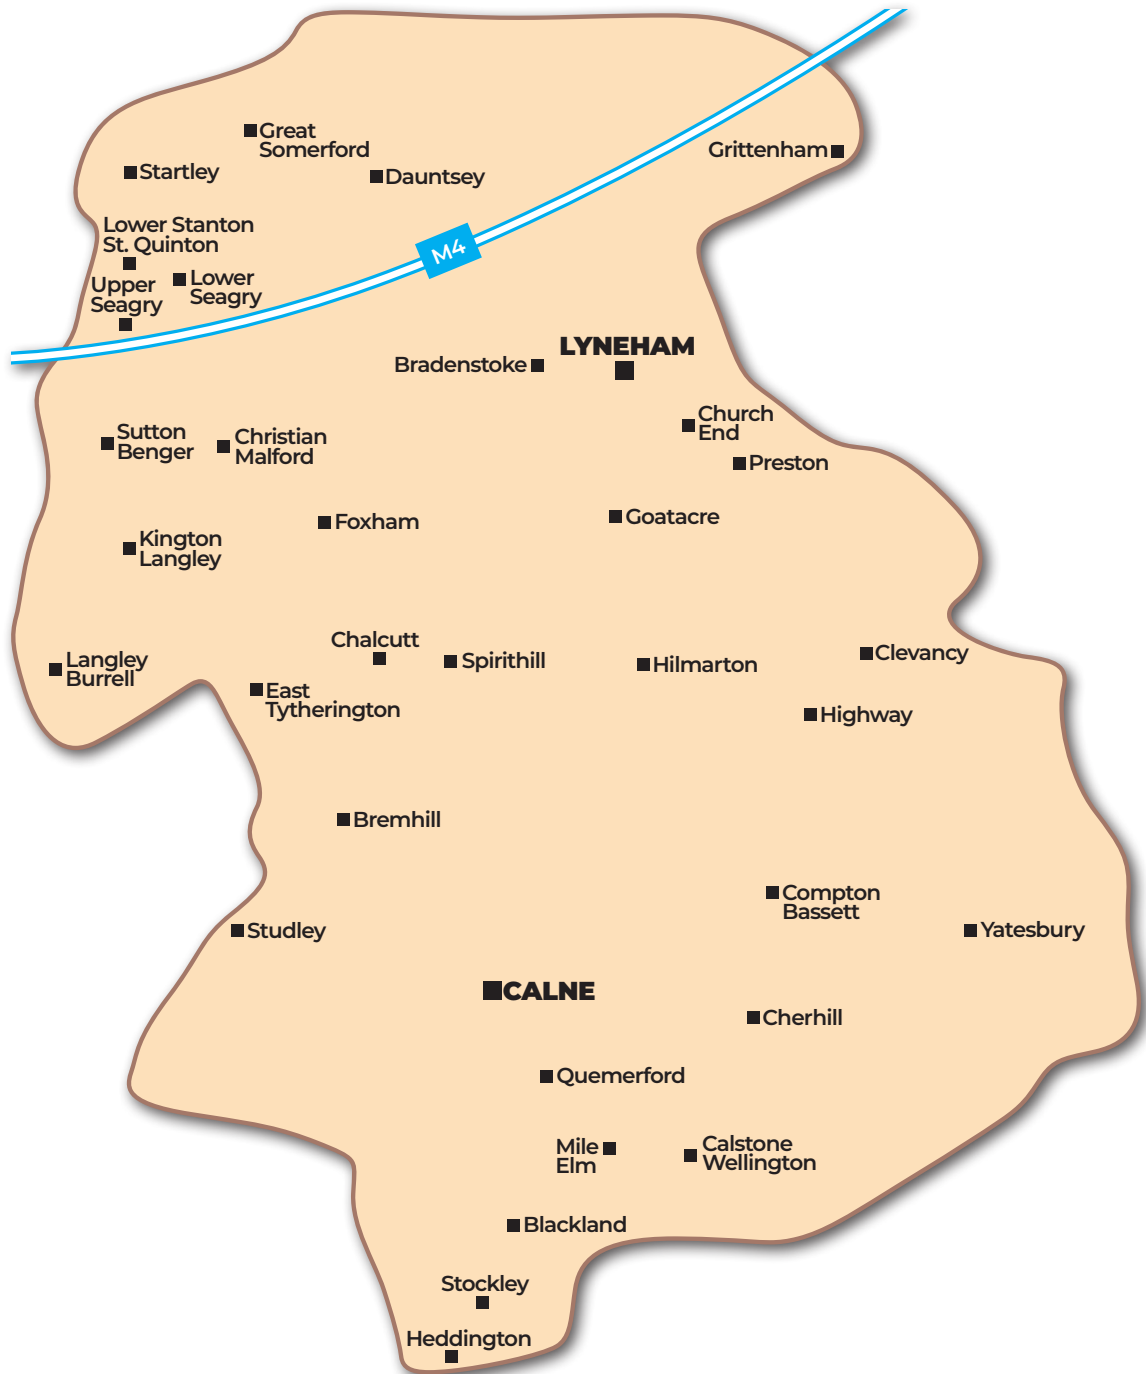 Great
Somerford
Grittenham
Startley
Dauntsey
Lower Stanton
St. Quinton
M4
Lower
Seagry
Upper
Seagry
LYNEHAM
Bradenstoke
Church
End
Sutton
Benger
Christian
Malford
Preston
Foxham
Goatacre
Kington
Langley
Chalcutt
Langley
Burrell
Spirithill
Hilmarton
Clevancy
East
Tytherington
Highway
Bremhill
Compton
Bassett
Studley
Yatesbury
CALNE
Cherhill
Quemerford
Mile
Elm
Calstone
Wellington
Blackland
Stockley
Heddington